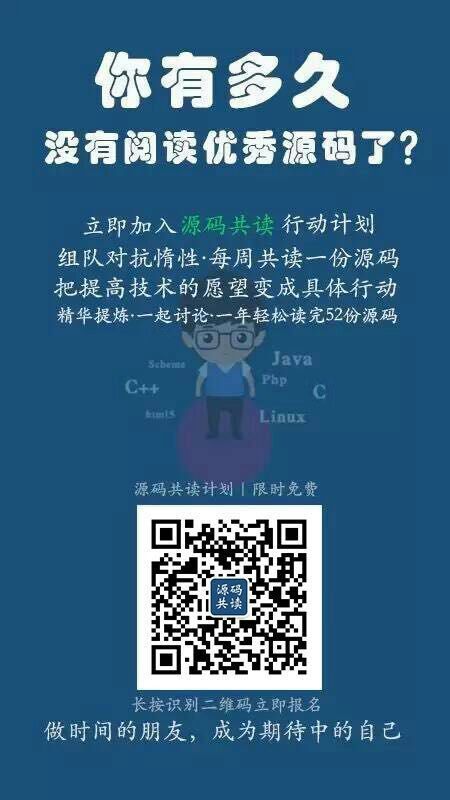 你有多久
没有阅读优秀源码了?
立即加入源码共读行动计划
组队对抗惰性·每周共读一份源码
把提高技术的愿望变成具体行动
精华提炼·一起讨论·一年轻松读完52份源码
Scheme
Java
C++
Php
C
html5
Linux
源码共读计划|限时免费
源码
共读
长按识别二维码立即报名
做时间的朋友，成为期待中的自己